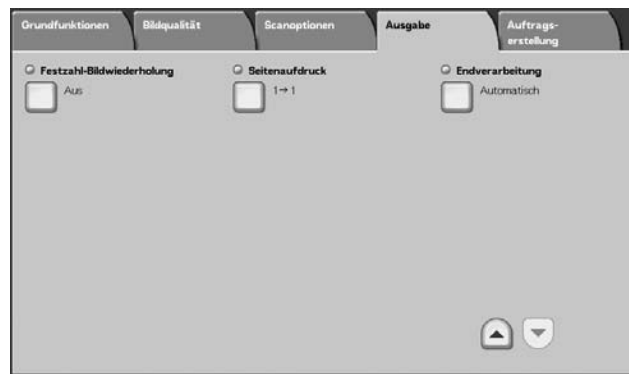 Grundfunktionen
Bildqualität
Scanoptionen
Ausgabe
Auftrags-
erstellung
Festzahl-Bildwiederholung
Aus
Seitenaufdruck
1→1
Endverarbeitung
Automatisch